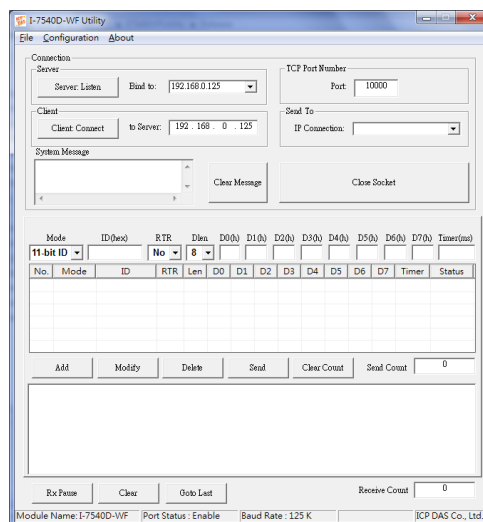 I-7540D-WF Utility
File Configuration About
Connection
Server
Server: Listen Bind to: 192.168.0.125
TCP Port Number
Port: 10000
Client
Client: Connect to Server: 192 . 168 . 0 . 125
Send To
IP Connection:
System Message
Clear Message
Close Socket
Mode ID(hex) RTR Dlen D0(h) D1(h) D2(h) D3(h) D4(h) D5(h) D6(h) D7(h) Timer(ms)
11-bit ID No 8
No. Mode ID RTR Len D0 D1 D2 D3 D4 D5 D6 D7 Timer Status
Add Modify Delete Send Clear Count Send Count 0
Rx Pause Clear Goto Last Receive Count 0
Module Name: I-7540D-WF Port Status : Enable Baud Rate : 125 K ICP DAS Co., Ltd.